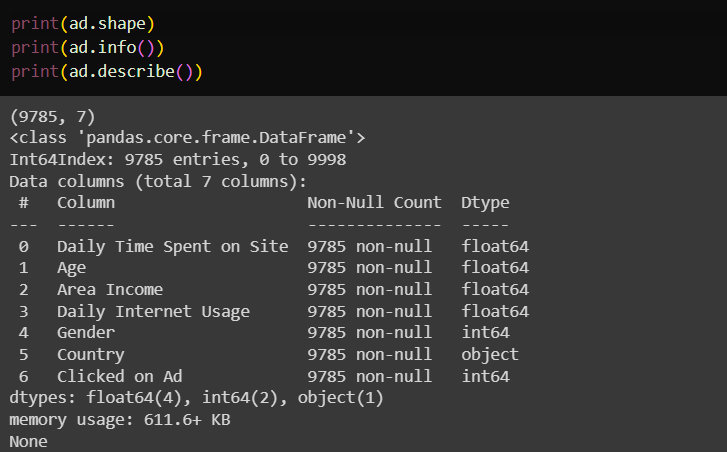 print(ad.shape)
print(ad.info())
print(ad.describe())
(9785, 7)
<class 'pandas.core.frame.DataFrame'>
Int64Index: 9785 entries, 0 to 9998
Data columns (total 7 columns):
 #   Column                    Non-Null Count  Dtype
---  ------                    --------------  -----
 0   Daily Time Spent on Site  9785 non-null   float64
 1   Age                       9785 non-null   float64
 2   Area Income               9785 non-null   float64
 3   Daily Internet Usage      9785 non-null   float64
 4   Gender                    9785 non-null   int64
 5   Country                   9785 non-null   object
 6   Clicked on Ad             9785 non-null   int64
dtypes: float64(4), int64(2), object(1)
memory usage: 611.6+ KB
None